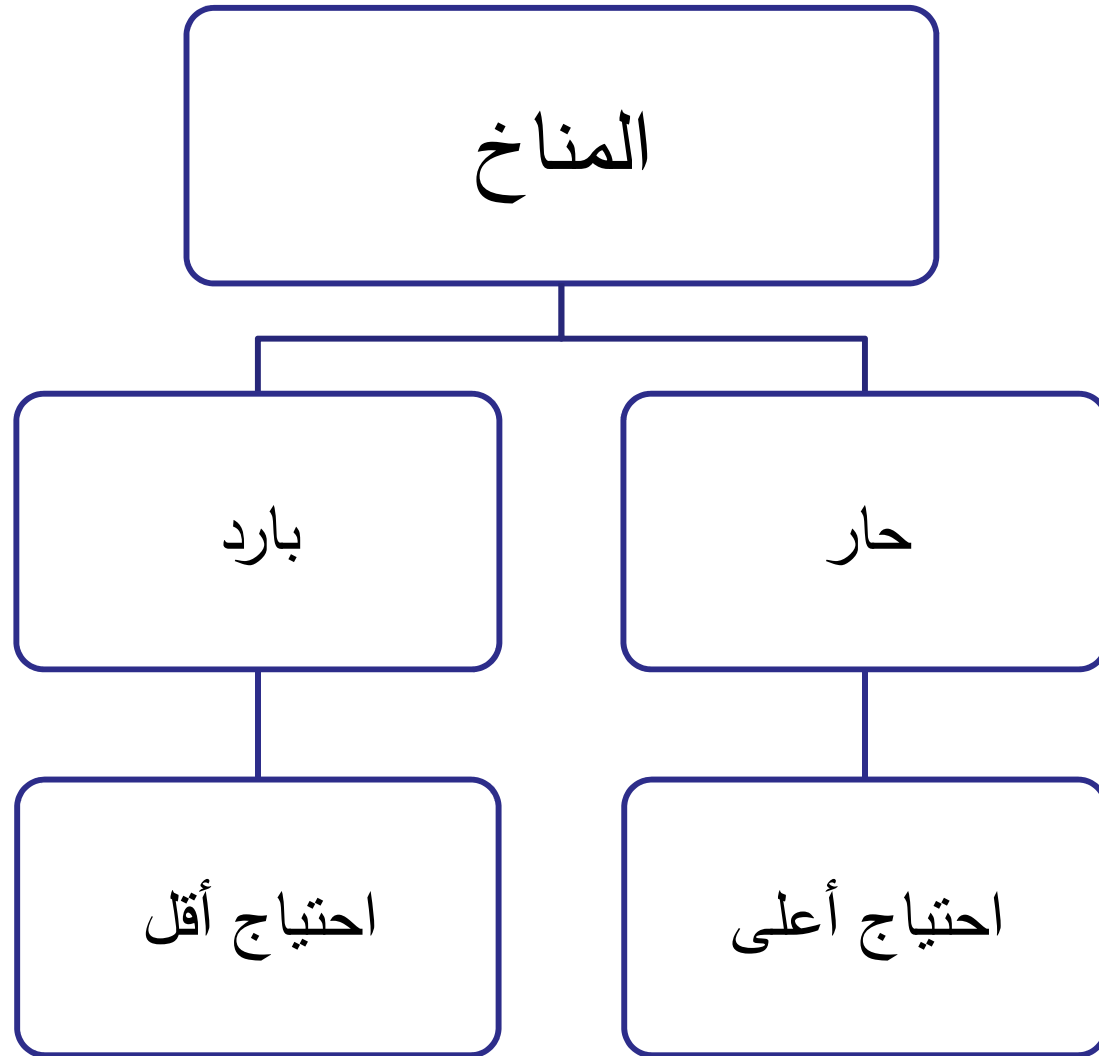 المناخ
حار
بارد
احتياج أعلى
احتياج أقل